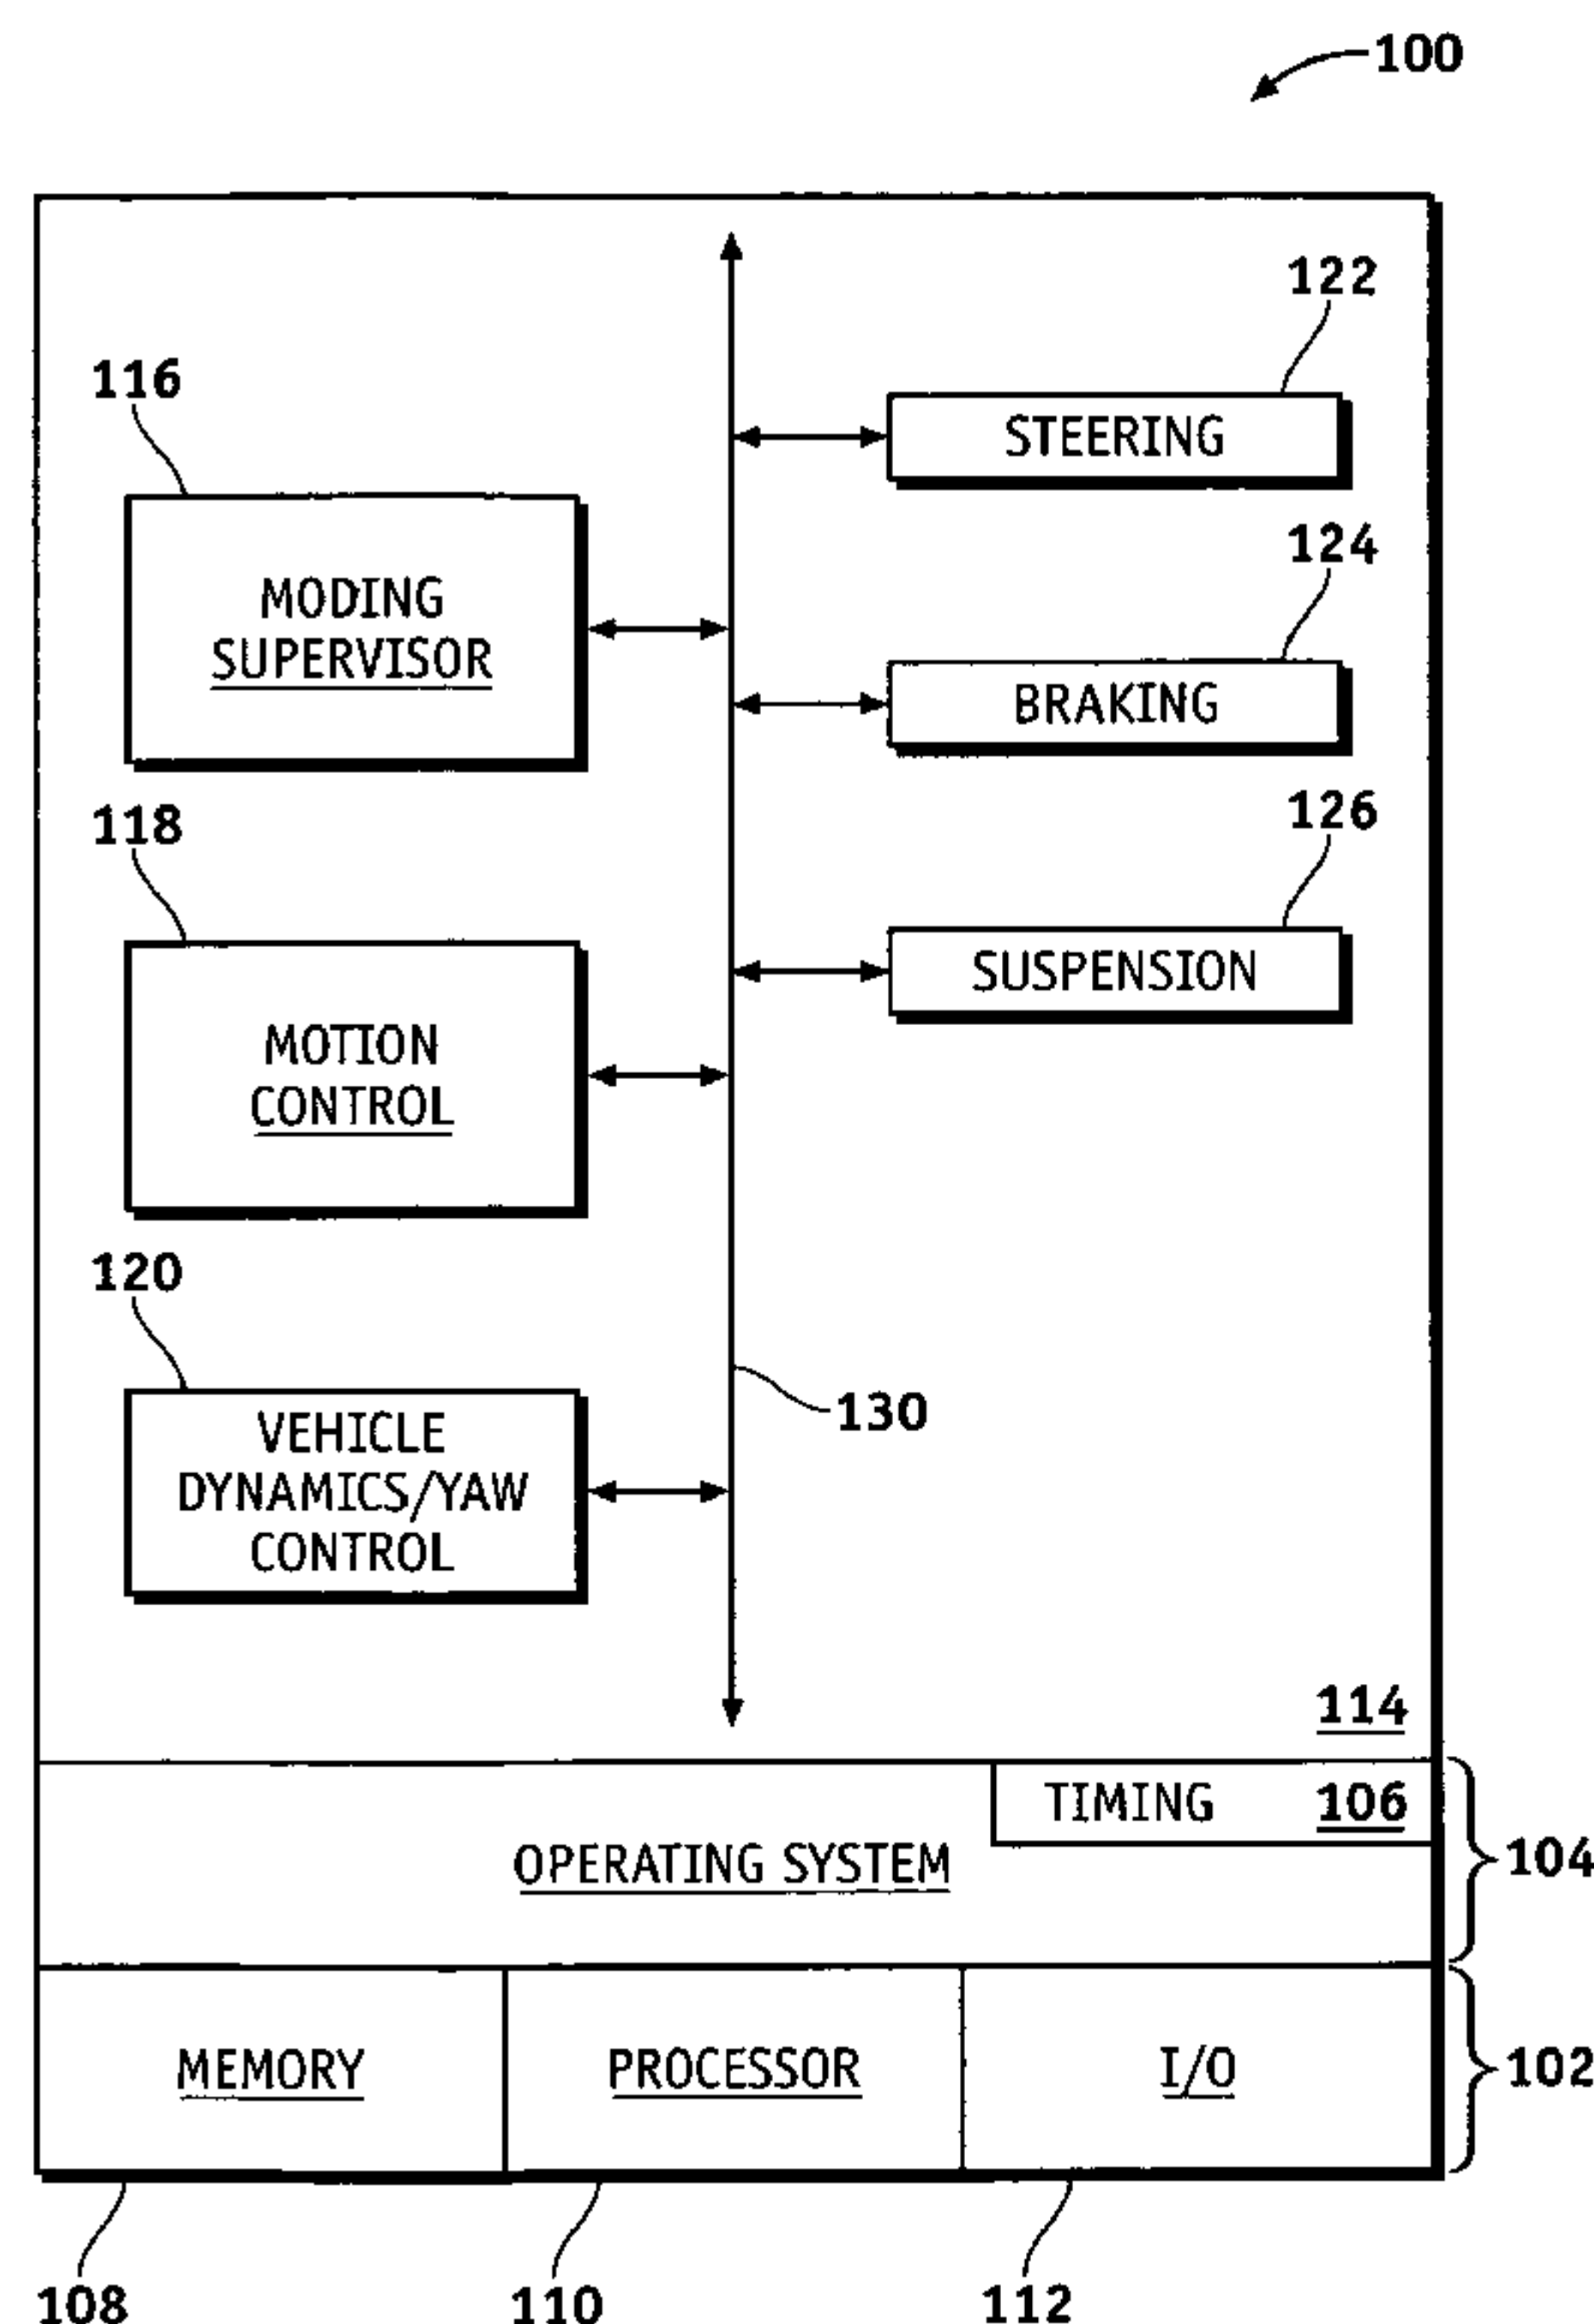 100
122
STEERING
116
MODING
SUPERVISOR
124
BRAKING
118
126
SUSPENSION
MOTION
CONTROL
120
VEHICLE
DYNAMICS/YAW
CONTROL
130
114
TIMING 106
OPERATING SYSTEM
104
MEMORY
PROCESSOR
I/O
102
108
110
112